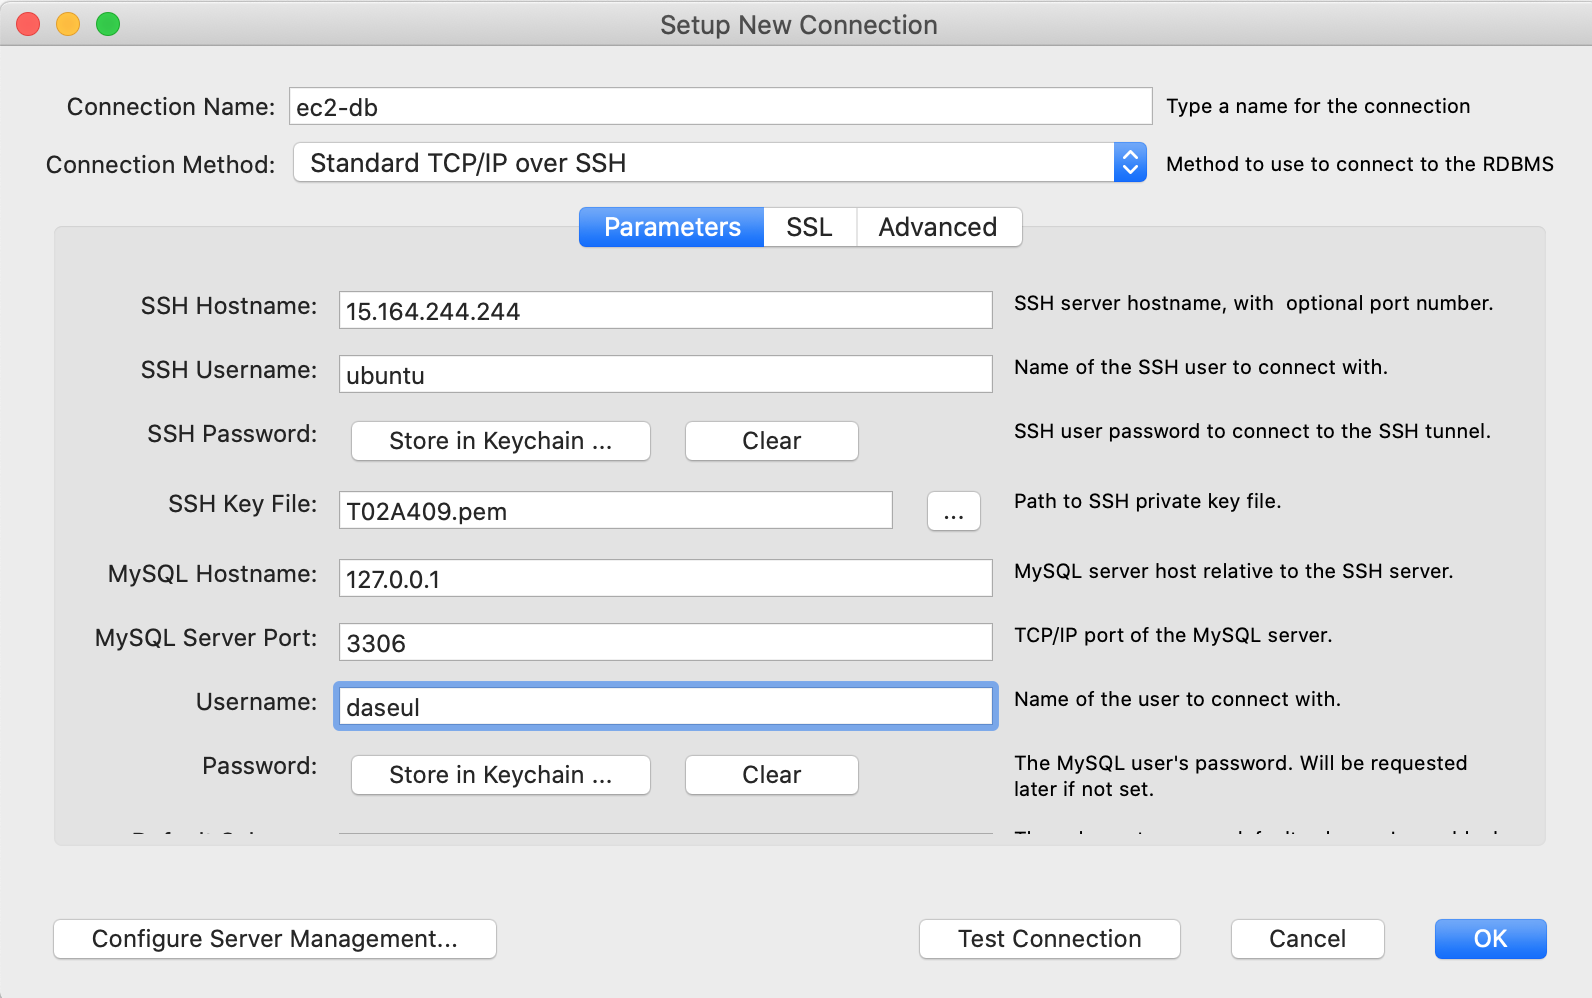 Setup New Connection
Connection Name: ec2-db Type a name for the connection
Connection Method: Standard TCP/IP over SSH Method to use to connect to the RDBMS
Parameters SSL Advanced
SSH Hostname: 15.164.244.244 SSH server hostname, with  optional port number.
SSH Username: ubuntu Name of the SSH user to connect with.
SSH Password: Store in Keychain ... Clear SSH user password to connect to the SSH tunnel.
SSH Key File: T02A409.pem ... Path to SSH private key file.
MySQL Hostname: 127.0.0.1 MySQL server host relative to the SSH server.
MySQL Server Port: 3306 TCP/IP port of the MySQL server.
Username: daseul Name of the user to connect with.
Password: Store in Keychain ... Clear The MySQL user's password. Will be requested
later if not set.
Configure Server Management... Test Connection Cancel OK